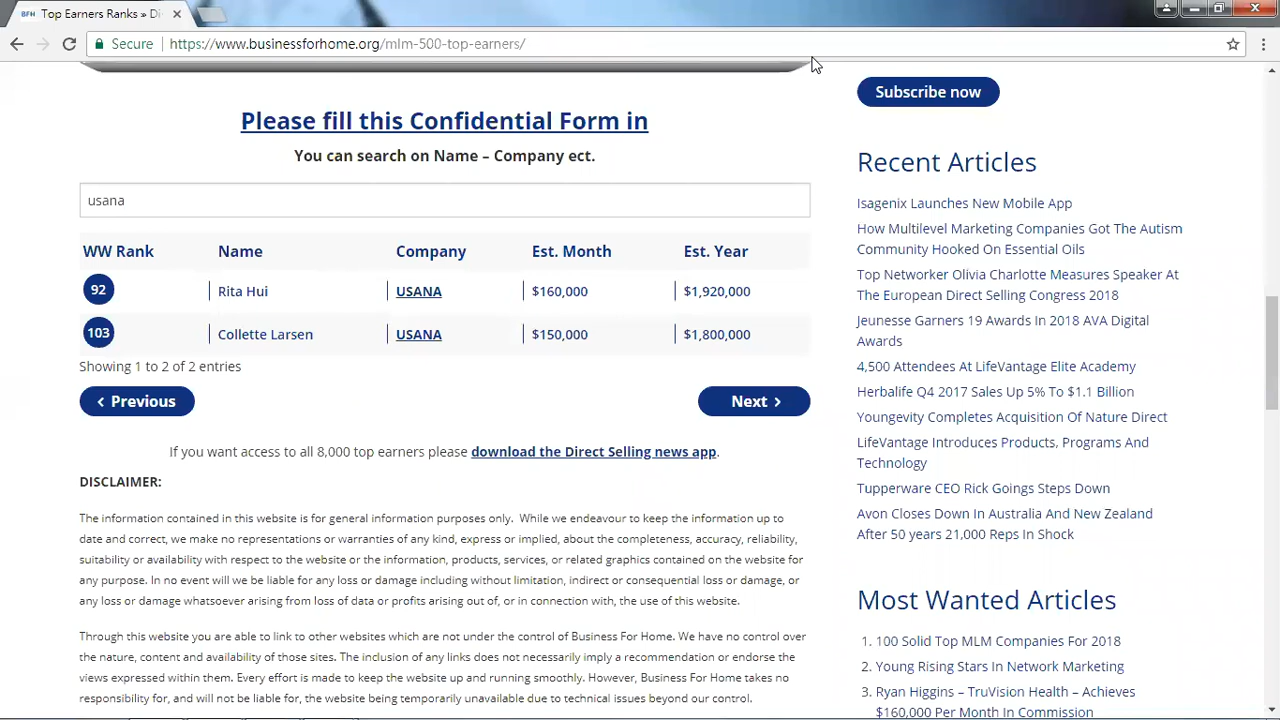 BFH Top Earners Ranks » Di
Secure https://www.businessforhome.org/mlm-500-top-earners/
Please fill this Confidential Form in
You can search on Name – Company ect.
usana
WW Rank Name Company Est. Month Est. Year
92 Rita Hui USANA $160,000 $1,920,000
103 Collette Larsen USANA $150,000 $1,800,000
Showing 1 to 2 of 2 entries
‹ Previous Next ›
If you want access to all 8,000 top earners please download the Direct Selling news app.
DISCLAIMER:
The information contained in this website is for general information purposes only. While we endeavour to keep the information up to
date and correct, we make no representations or warranties of any kind, express or implied, about the completeness, accuracy, reliability,
suitability or availability with respect to the website or the information, products, services, or related graphics contained on the website for
any purpose. In no event will we be liable for any loss or damage including without limitation, indirect or consequential loss or damage, or
any loss or damage whatsoever arising from loss of data or profits arising out of, or in connection with, the use of this website.
Through this website you are able to link to other websites which are not under the control of Business For Home. We have no control over
the nature, content and availability of those sites. The inclusion of any links does not necessarily imply a recommendation or endorse the
views expressed within them. Every effort is made to keep the website up and running smoothly. However, Business For Home takes no
responsibility for, and will not be liable for, the website being temporarily unavailable due to technical issues beyond our control.
Subscribe now
Recent Articles
Isagenix Launches New Mobile App
How Multilevel Marketing Companies Got The Autism
Community Hooked On Essential Oils
Top Networker Olivia Charlotte Measures Speaker At
The European Direct Selling Congress 2018
Jeunesse Garners 19 Awards In 2018 AVA Digital
Awards
4,500 Attendees At LifeVantage Elite Academy
Herbalife Q4 2017 Sales Up 5% To $1.1 Billion
Youngevity Completes Acquisition Of Nature Direct
LifeVantage Introduces Products, Programs And
Technology
Tupperware CEO Rick Goings Steps Down
Avon Closes Down In Australia And New Zealand
After 50 years 21,000 Reps In Shock
Most Wanted Articles
1. 100 Solid Top MLM Companies For 2018
2. Young Rising Stars In Network Marketing
3. Ryan Higgins – TruVision Health – Achieves
$160,000 Per Month In Commission